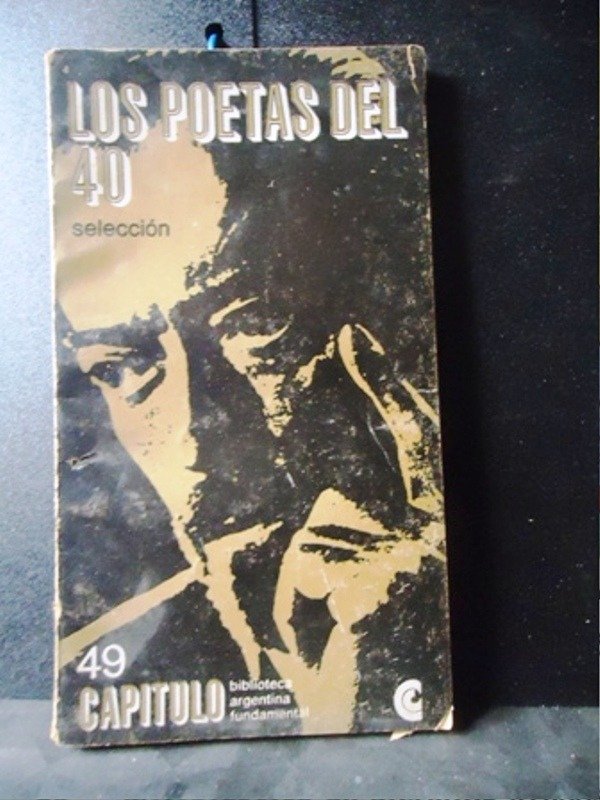 LOS POETAS DEL
40
selección
49
CAPITULO
biblioteca
argentina
fundamental